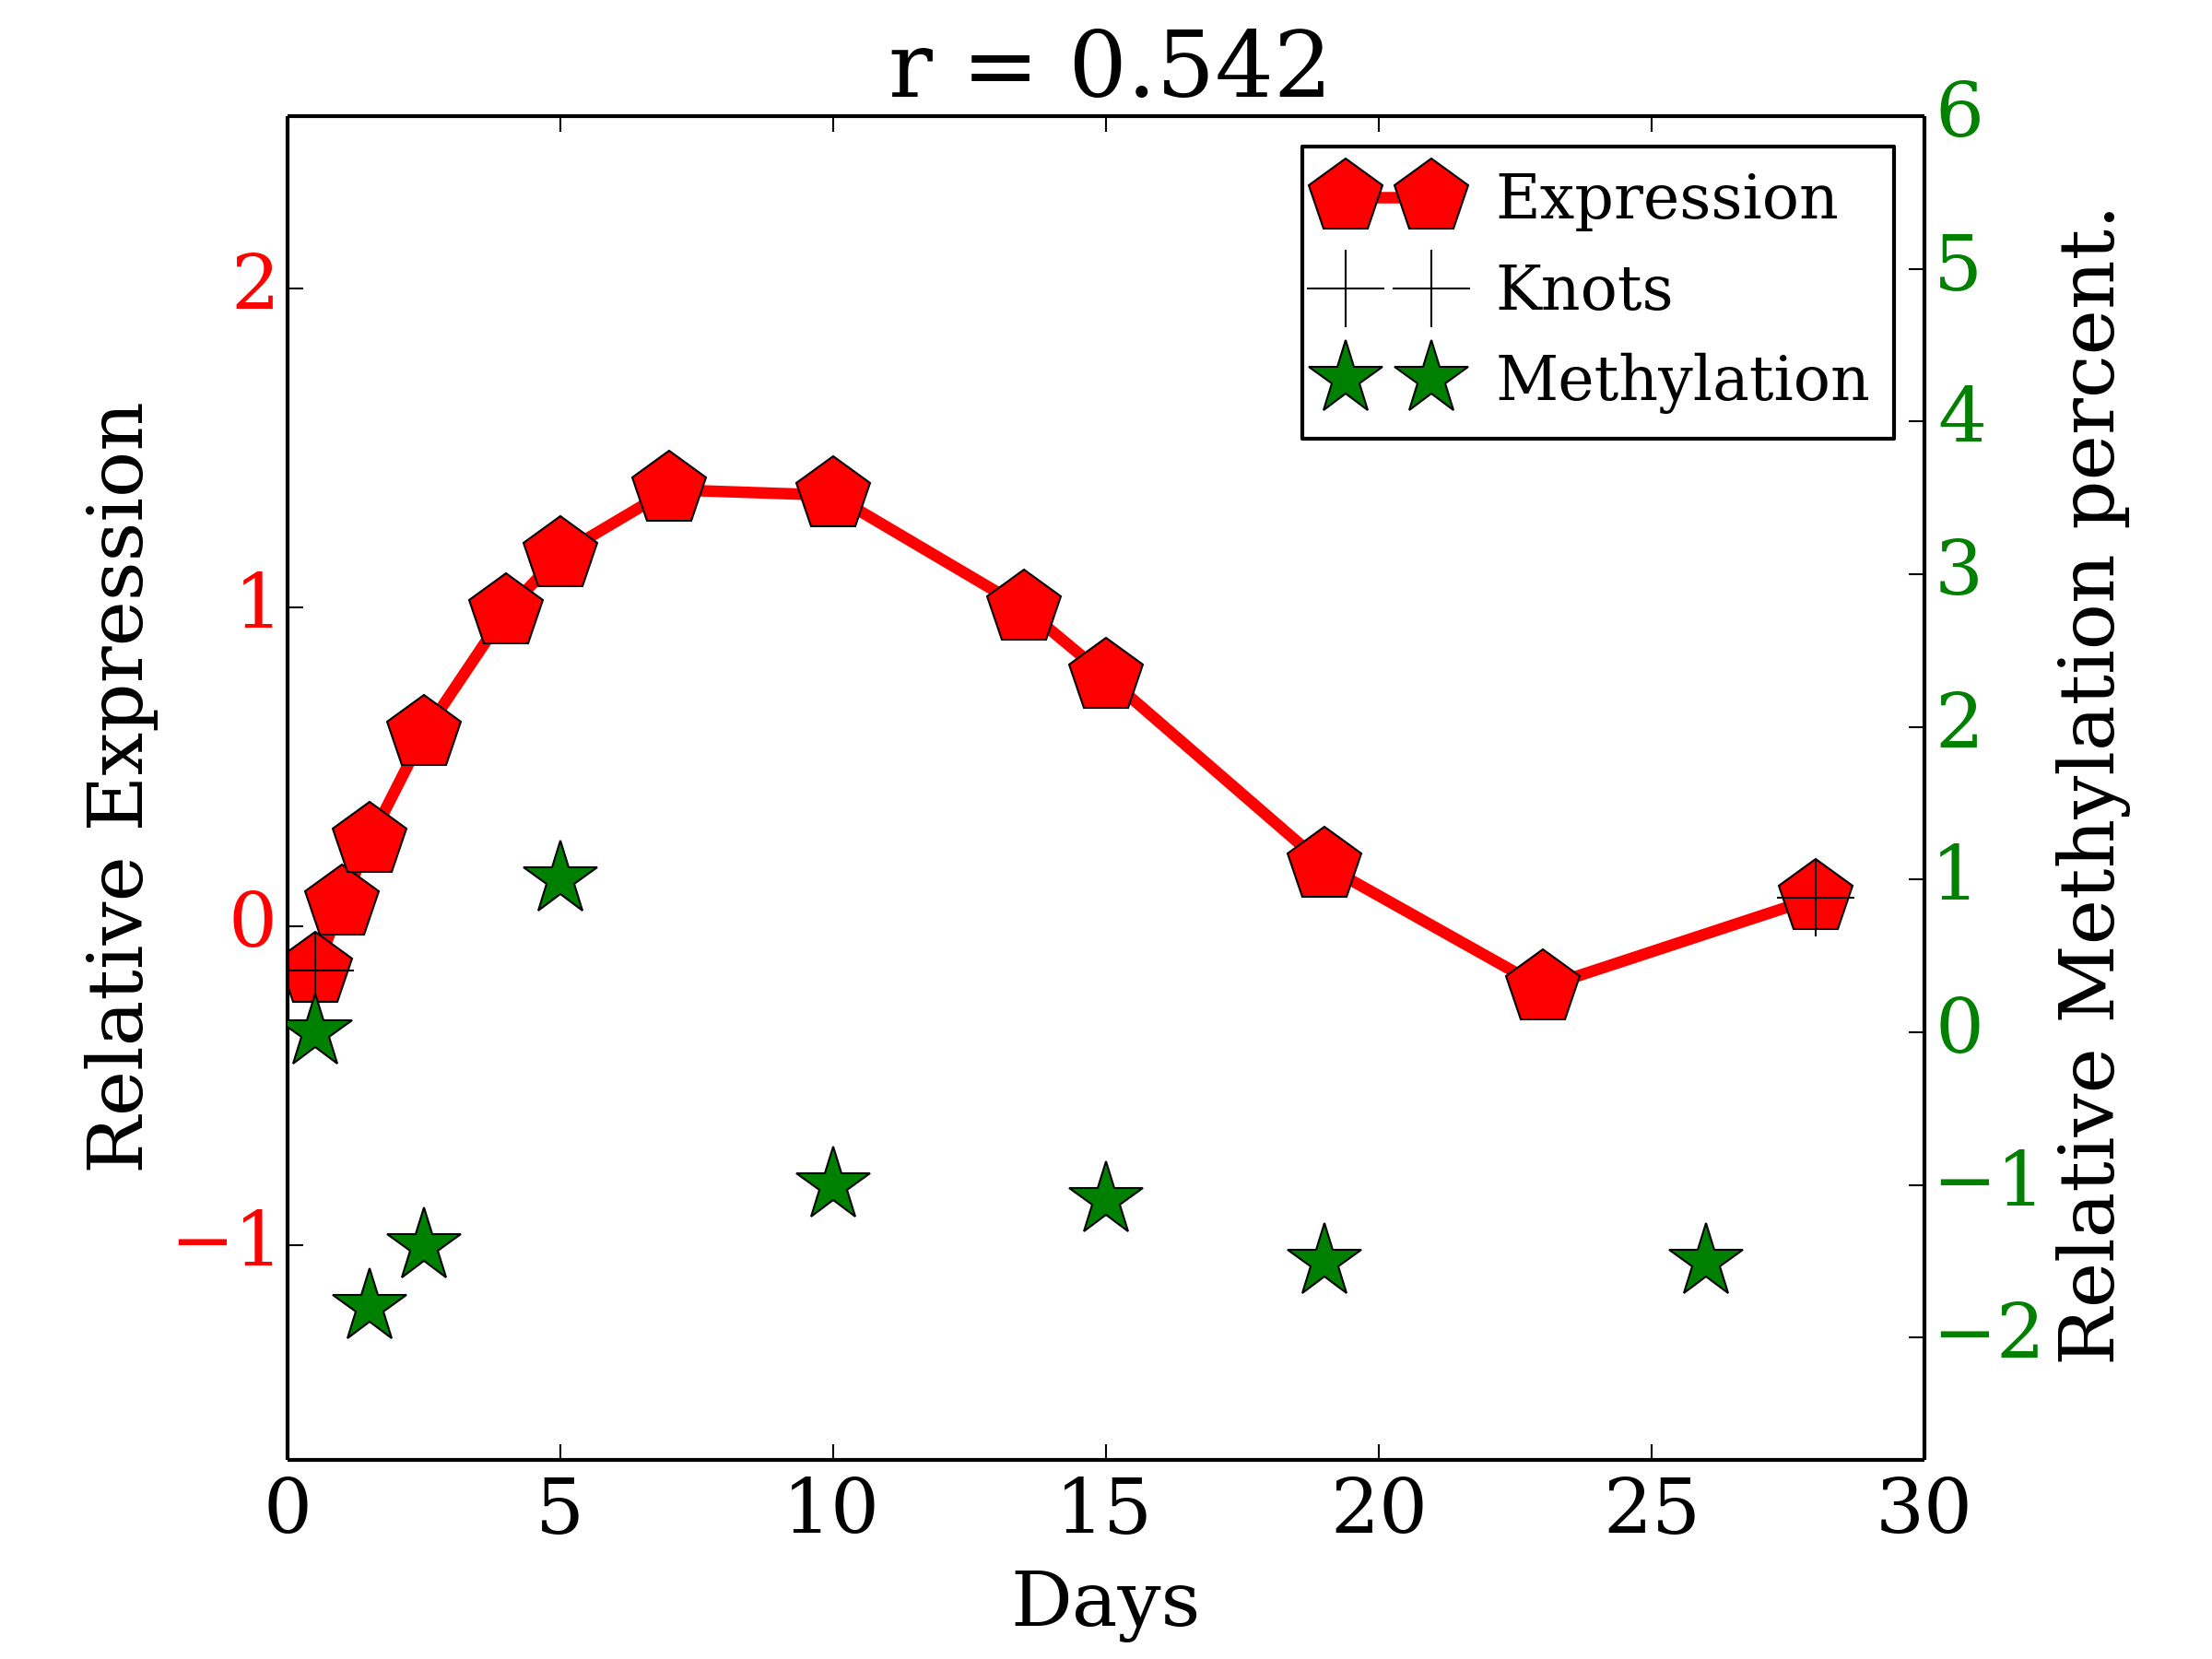 r = 0.542
Expression
Knots
Methylation
Relative Expression
2
1
0
−1
6
5
4
3
2
1
0
−1
−2
Relative Methylation percent.
0 5 10 15 20 25 30
Days